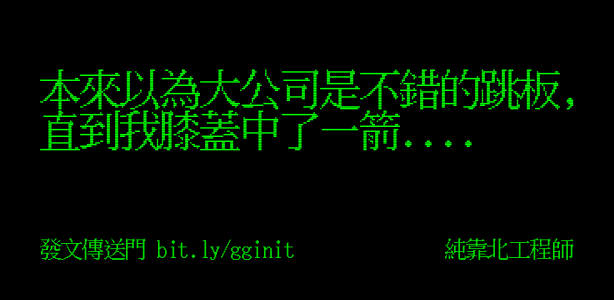 本來以為大公司是不錯的跳板,
直到我膝蓋中了一箭....
發文傳送門 bit.ly/gginit
純靠北工程師